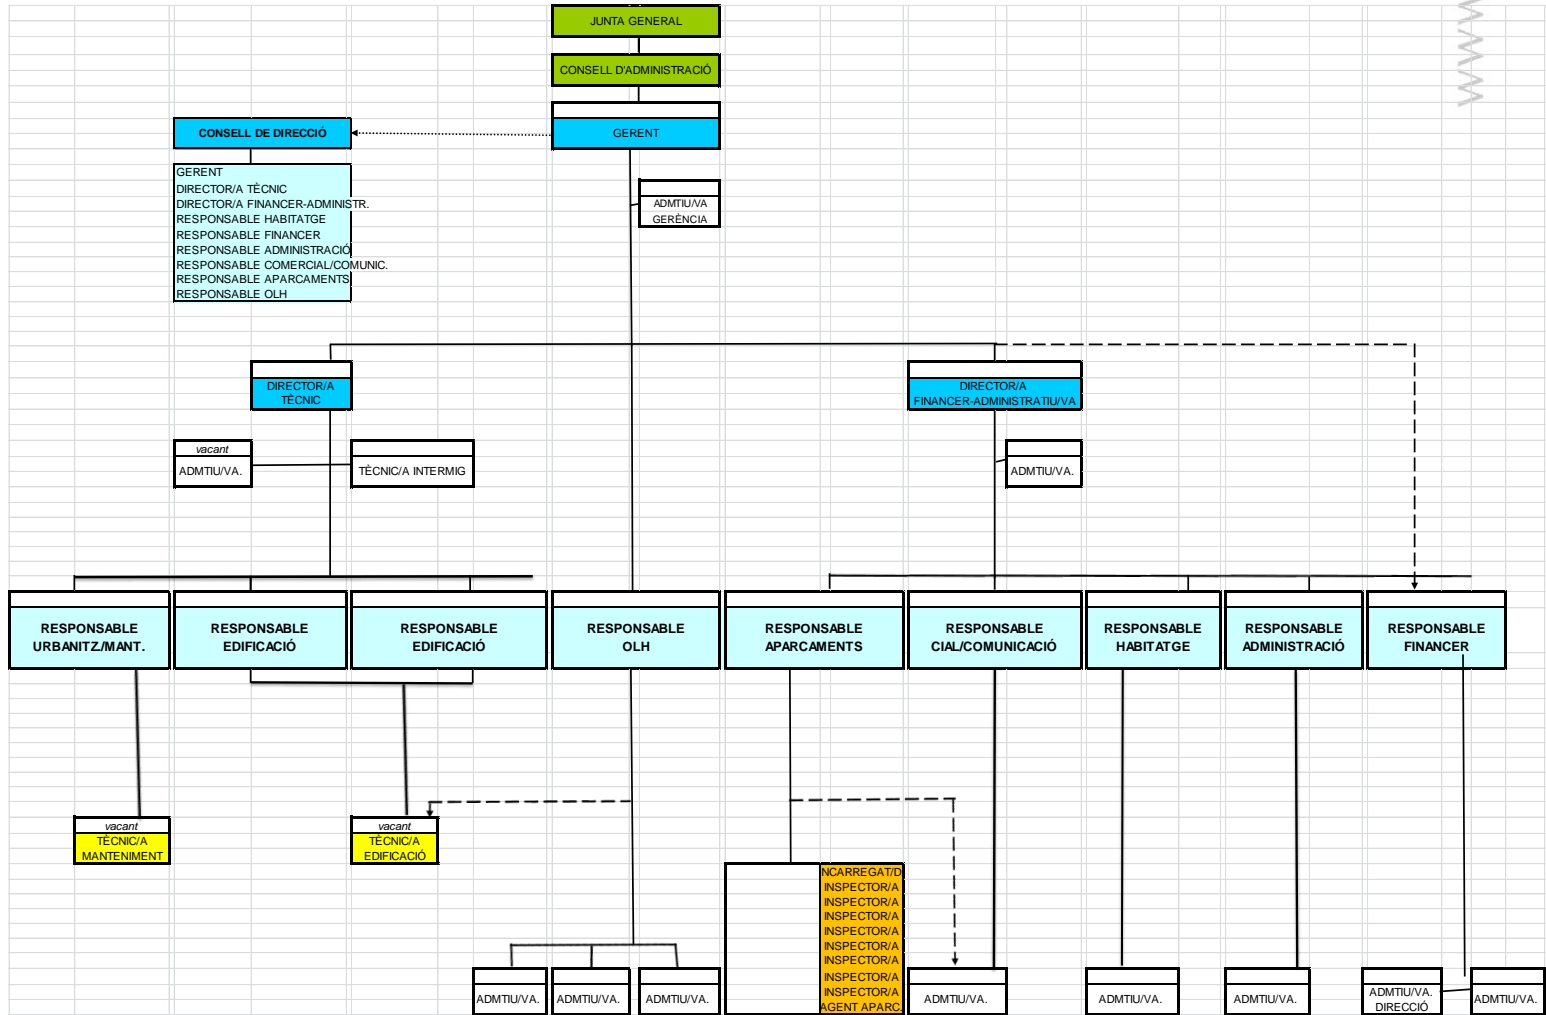 JUNTA GENERAL
CONSELL D'ADMINISTRACIÓ
GERENT
CONSELL DE DIRECCIÓ
GERENT
DIRECTOR/A TÈCNIC
DIRECTOR/A FINANCER-ADMINISTR.
RESPONSABLE HABITATGE
RESPONSABLE FINANCER
RESPONSABLE ADMINISTRACIÓ
RESPONSABLE COMERCIAL/COMUNIC.
RESPONSABLE APARCAMENTS
RESPONSABLE OLH
ADMTIU/VA
GERÈNCIA
DIRECTOR/A
TÈCNIC
DIRECTOR/A
FINANCER-ADMINISTRATIU/VA
vacant
ADMTIU/VA.
TÈCNIC/A INTERMIG
ADMTIU/VA.
RESPONSABLE
URBANITZ./MANT.
RESPONSABLE
EDIFICACIÓ
RESPONSABLE
EDIFICACIÓ
RESPONSABLE
OLH
RESPONSABLE
APARCAMENTS
RESPONSABLE
CIAL/COMUNICACIÓ
RESPONSABLE
HABITATGE
RESPONSABLE
ADMINISTRACIÓ
RESPONSABLE
FINANCER
vacant
TÈCNIC/A
MANTENIMENT
vacant
TÈCNIC/A
EDIFICACIÓ
NCARREGAT/D
INSPECTOR/A
INSPECTOR/A
INSPECTOR/A
INSPECTOR/A
INSPECTOR/A
INSPECTOR/A
INSPECTOR/A
INSPECTOR/A
AGENT APARC.
ADMTIU/VA.
ADMTIU/VA.
ADMTIU/VA.
ADMTIU/VA.
ADMTIU/VA.
ADMTIU/VA.
ADMTIU/VA.
DIRECCIÓ
ADMTIU/VA.